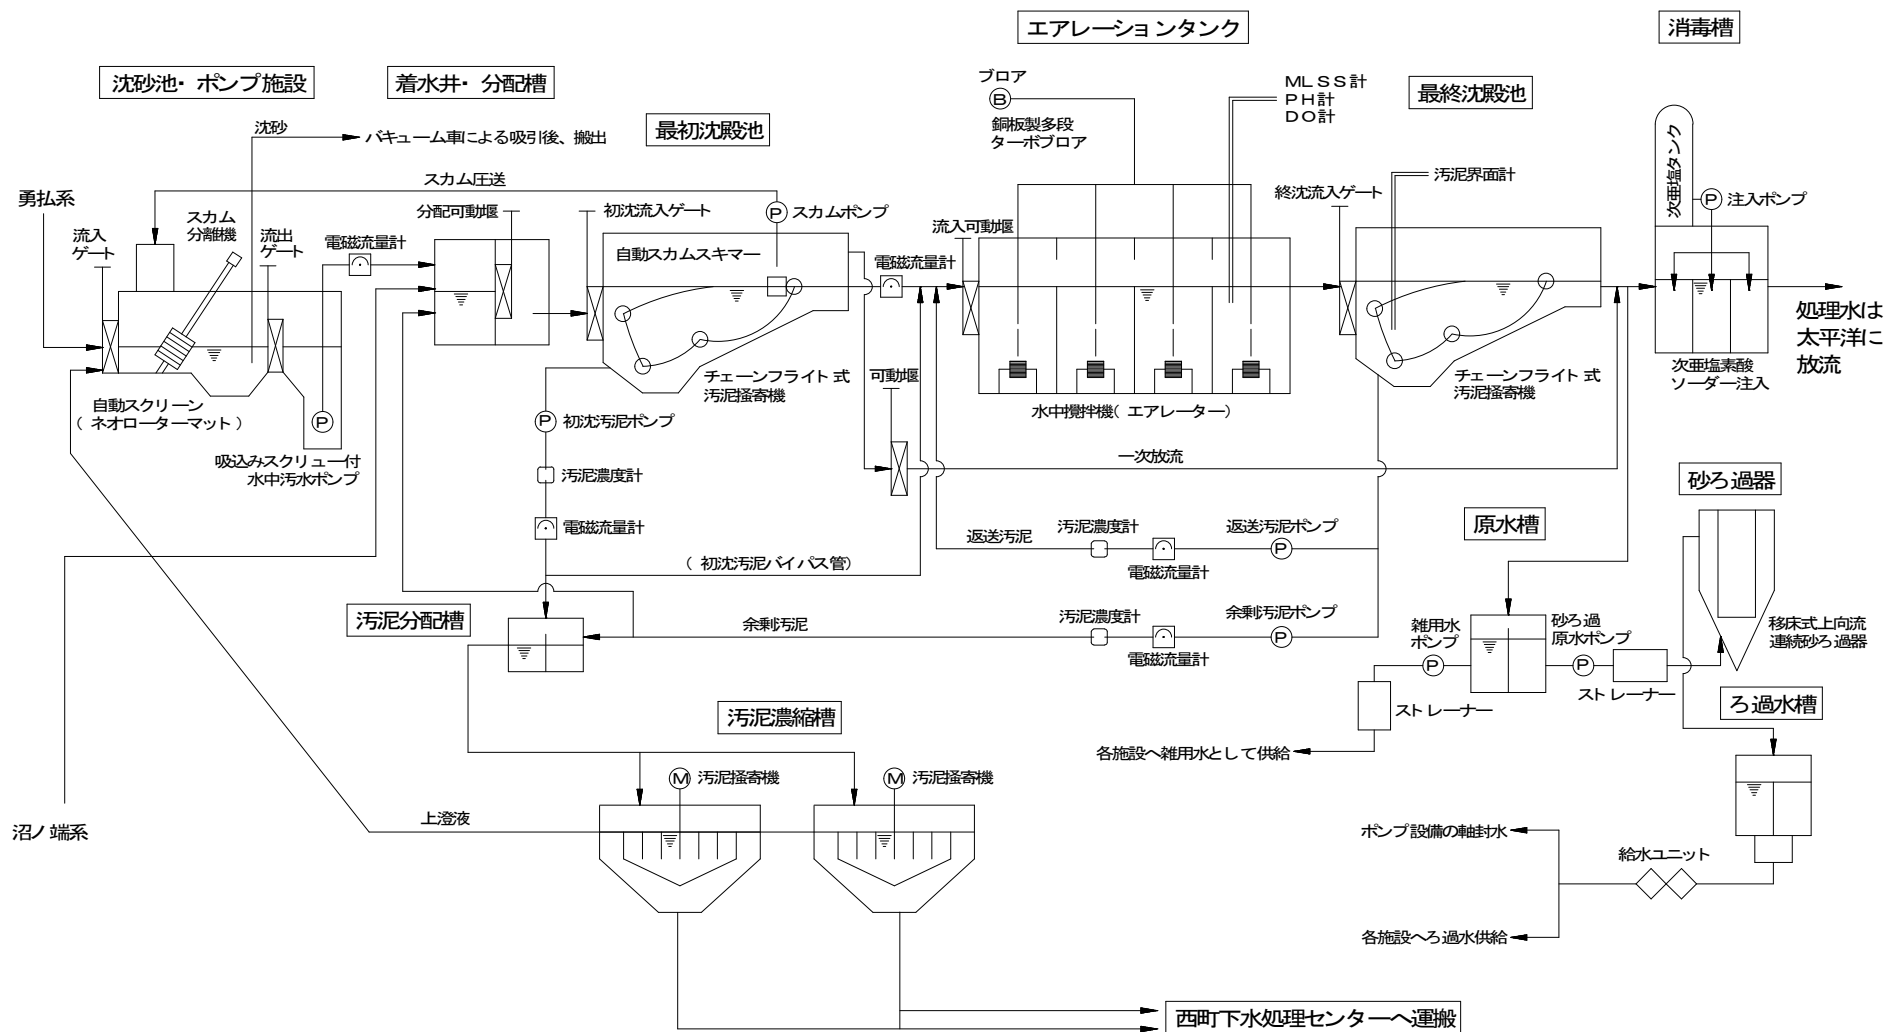 エアレーションタンク
消毒槽
沈砂池・ポンプ施設
着水井・分配槽
最初沈殿池
最終沈殿池
ブロア
B
銅板製多段
ターボブロア
MLSS計
PH計
DO計
沈砂
バキューム車による吸引後、搬出
スカム圧送
勇払系
スカム
分離機
流入
ゲート
流出
ゲート
電磁流量計
分配可動堰
初沈流入ゲート
P
スカムポンプ
自動スカムスキマー
電磁流量計
流入可動堰
終沈流入ゲート
汚泥界面計
次亜塩タンク
P
注入ポンプ
処理水は
太平洋に
放流
次亜塩素酸
ソーダー注入
自動スクリーン
(ネオローターマット)
P
吸込みスクリュー付
水中汚水ポンプ
チェーンフライト式
汚泥掻寄機
可動堰
水中攪拌機(エアレーター)
チェーンフライト式
汚泥掻寄機
P
初沈汚泥ポンプ
汚泥濃度計
電磁流量計
一次放流
砂ろ過器
原水槽
返送汚泥
汚泥濃度計
電磁流量計
返送汚泥ポンプ
P
(初沈汚泥バイパス管)
汚泥分配槽
余剰汚泥
汚泥濃度計
電磁流量計
余剰汚泥ポンプ
P
雑用水
ポンプ
P
砂ろ過
原水ポンプ
P
移床式上向流
連続砂ろ過器
ストレーナー
ストレーナー
ろ過水槽
汚泥濃縮槽
各施設へ雑用水として供給
M
汚泥掻寄機
M
汚泥掻寄機
上澄液
沼ノ端系
ポンプ設備の軸封水
給水ユニット
各施設へろ過水供給
西町下水処理センターへ運搬